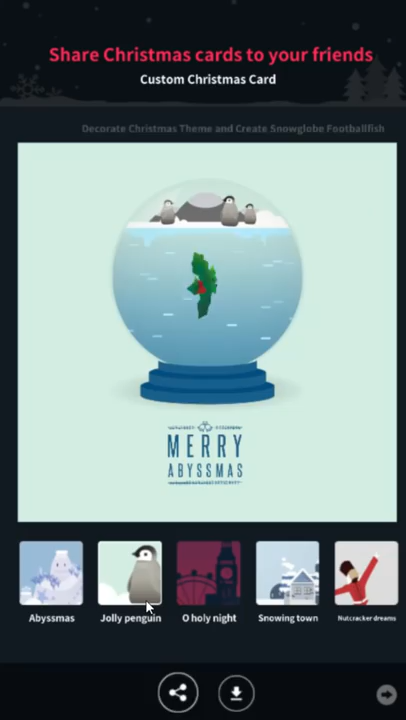 Share Christmas cards to your friends
Custom Christmas Card
Decorate Christmas Theme and Create Snowglobe Footballfish
MERRY
ABYSSMAS
Abyssmas
Jolly penguin
O holy night
Snowing town
Nutcracker dreams